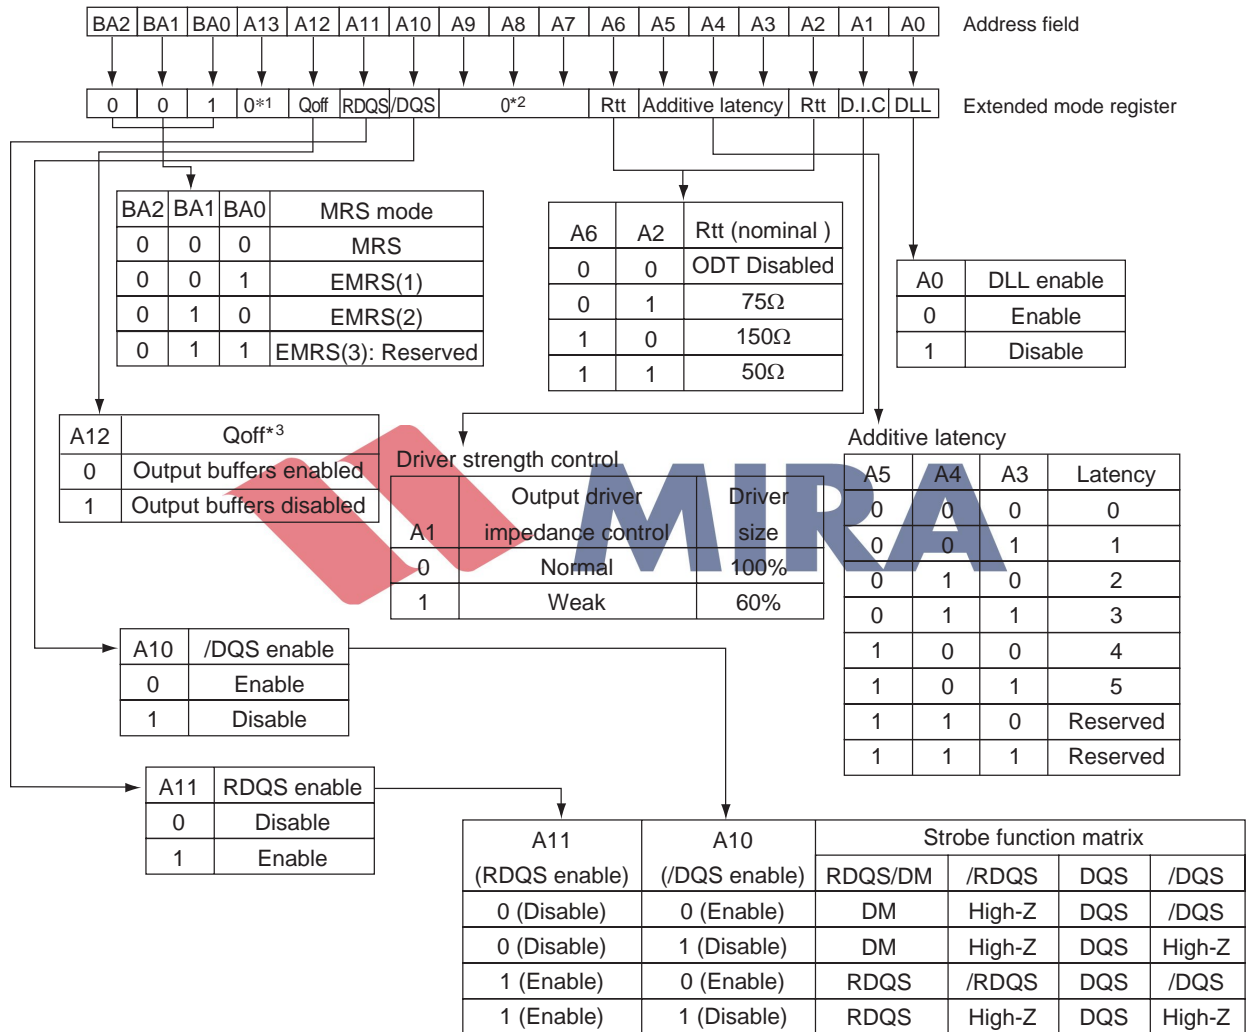 BA2 BA1 BA0 A13 A12 A11 A10 A9 A8 A7 A6 A5 A4 A3 A2 A1 A0 Address field
0 0 1 0*1 Qoff RDQS /DQS 0*2 Rtt Additive latency Rtt D.I.C DLL Extended mode register
BA2 BA1 BA0 MRS mode
0 0 0 MRS
0 0 1 EMRS(1)
0 1 0 EMRS(2)
0 1 1 EMRS(3): Reserved
A6 A2 Rtt (nominal )
0 0 ODT Disabled
0 1 75Ω
1 0 150Ω
1 1 50Ω
A0 DLL enable
0 Enable
1 Disable
A12 Qoff*3
0 Output buffers enabled
1 Output buffers disabled
Driver strength control
A1 Output driver impedance control Driver size
0 Normal 100%
1 Weak 60%
Additive latency
A5 A4 A3 Latency
0 0 0 0
0 0 1 1
0 1 0 2
0 1 1 3
1 0 0 4
1 0 1 5
1 1 0 Reserved
1 1 1 Reserved
MIRA
A10 /DQS enable
0 Enable
1 Disable
A11 RDQS enable
0 Disable
1 Enable
A11 A10 Strobe function matrix
(RDQS enable) (/DQS enable) RDQS/DM /RDQS DQS /DQS
0 (Disable) 0 (Enable) DM High-Z DQS /DQS
0 (Disable) 1 (Disable) DM High-Z DQS High-Z
1 (Enable) 0 (Enable) RDQS /RDQS DQS /DQS
1 (Enable) 1 (Disable) RDQS High-Z DQS High-Z